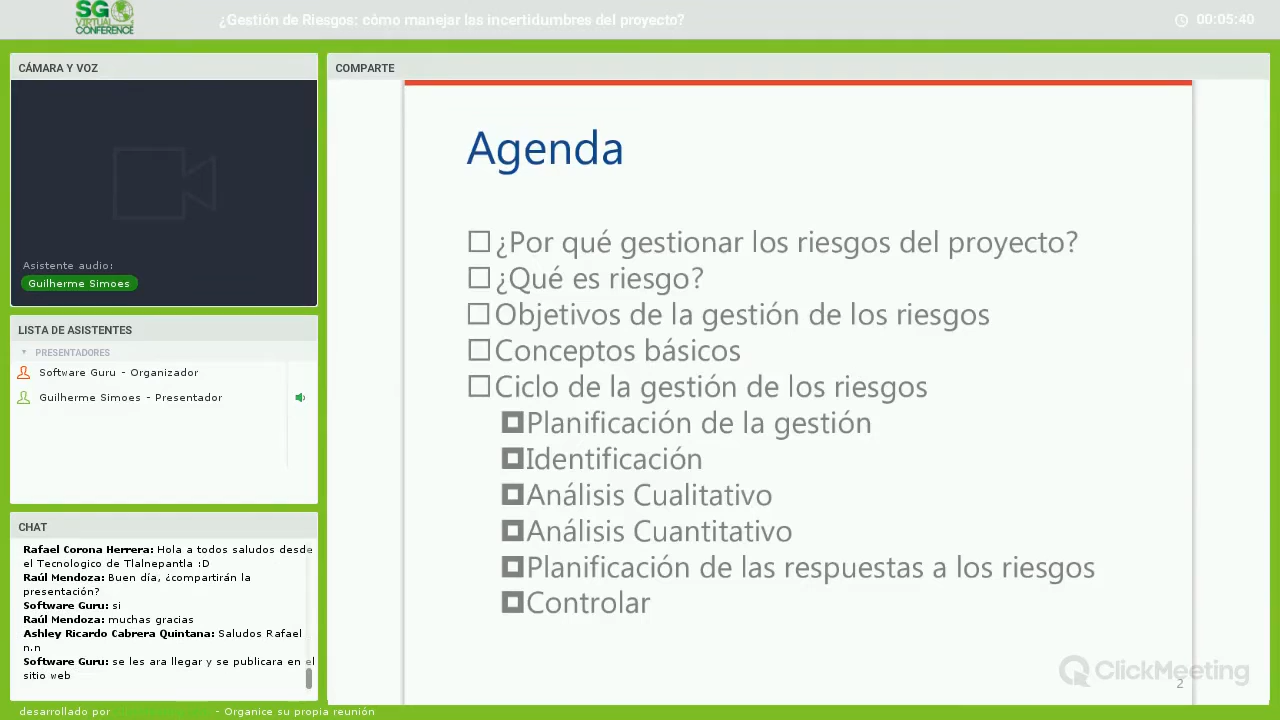 SG
VIRTUAL
CONFERENCE
¿Gestión de Riesgos: cómo manejar las incertidumbres del proyecto?
00:05:40
CÁMARA Y VOZ
Asistente audio:
Guilherme Simoes
LISTA DE ASISTENTES
PRESENTADORES
Software Guru - Organizador
Guilherme Simoes - Presentador
CHAT
Rafael Corona Herrera: Hola a todos saludos desde
el Tecnologico de Tlalnepantla :D
Raúl Mendoza: Buen día, ¿compartirán la
presentación?
Software Guru: si
Raúl Mendoza: muchas gracias
Ashley Ricardo Cabrera Quintana: Saludos Rafael
n.n
Software Guru: se les ara llegar y se publicara en el
sitio web
COMPARTE
Agenda
¿Por qué gestionar los riesgos del proyecto?
¿Qué es riesgo?
Objetivos de la gestión de los riesgos
Conceptos básicos
Ciclo de la gestión de los riesgos
Planificación de la gestión
Identificación
Análisis Cualitativo
Análisis Cuantitativo
Planificación de las respuestas a los riesgos
Controlar
ClickMeeting
2
desarrollado por - Organice su propia reunión